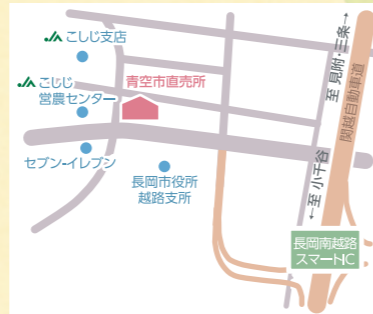 JA こしじ支店
JA こしじ
営農センター
青空市直売所
セブン-イレブン
長岡市役所
越路支所
至 見附・三条→
関越自動車道
←至 小千谷
長岡南越路
スマートIC